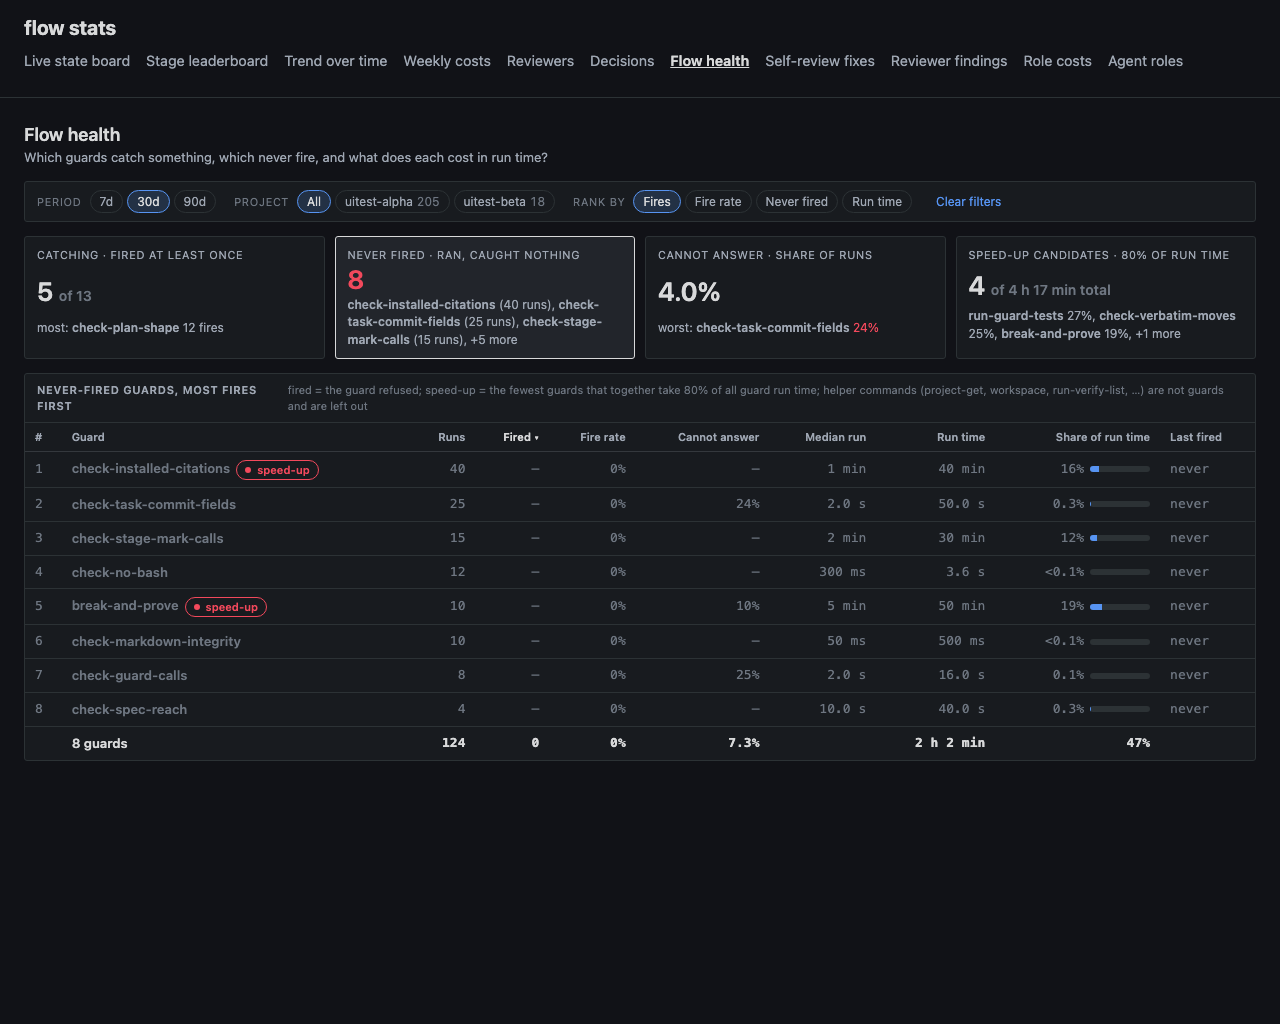 flow stats
Live state board Stage leaderboard Trend over time Weekly costs Reviewers Decisions Flow health Self-review fixes Reviewer findings Role costs Agent roles
Flow health
Which guards catch something, which never fire, and what does each cost in run time?
PERIOD 7d 30d 90d PROJECT All uitest-alpha 205 uitest-beta 18 RANK BY Fires Fire rate Never fired Run time Clear filters
CATCHING · FIRED AT LEAST ONCE
5 of 13
most: check-plan-shape 12 fires
NEVER FIRED · RAN, CAUGHT NOTHING
8
check-installed-citations (40 runs), check-
task-commit-fields (25 runs), check-stage-
mark-calls (15 runs), +5 more
CANNOT ANSWER · SHARE OF RUNS
4.0%
worst: check-task-commit-fields 24%
SPEED-UP CANDIDATES · 80% OF RUN TIME
4 of 4 h 17 min total
run-guard-tests 27%, check-verbatim-moves
25%, break-and-prove 19%, +1 more
NEVER-FIRED GUARDS, MOST FIRES
FIRST
fired = the guard refused; speed-up = the fewest guards that together take 80% of all guard run time; helper commands (project-get, workspace, run-verify-list, …) are not guards
and are left out
# Guard Runs Fired ▾ Fire rate Cannot answer Median run Run time Share of run time Last fired
1 check-installed-citations ● speed-up 40 — 0% — 1 min 40 min 16% never
2 check-task-commit-fields 25 — 0% 24% 2.0 s 50.0 s 0.3% never
3 check-stage-mark-calls 15 — 0% — 2 min 30 min 12% never
4 check-no-bash 12 — 0% — 300 ms 3.6 s <0.1% never
5 break-and-prove ● speed-up 10 — 0% 10% 5 min 50 min 19% never
6 check-markdown-integrity 10 — 0% — 50 ms 500 ms <0.1% never
7 check-guard-calls 8 — 0% 25% 2.0 s 16.0 s 0.1% never
8 check-spec-reach 4 — 0% — 10.0 s 40.0 s 0.3% never
8 guards 124 0 0% 7.3% 2 h 2 min 47%